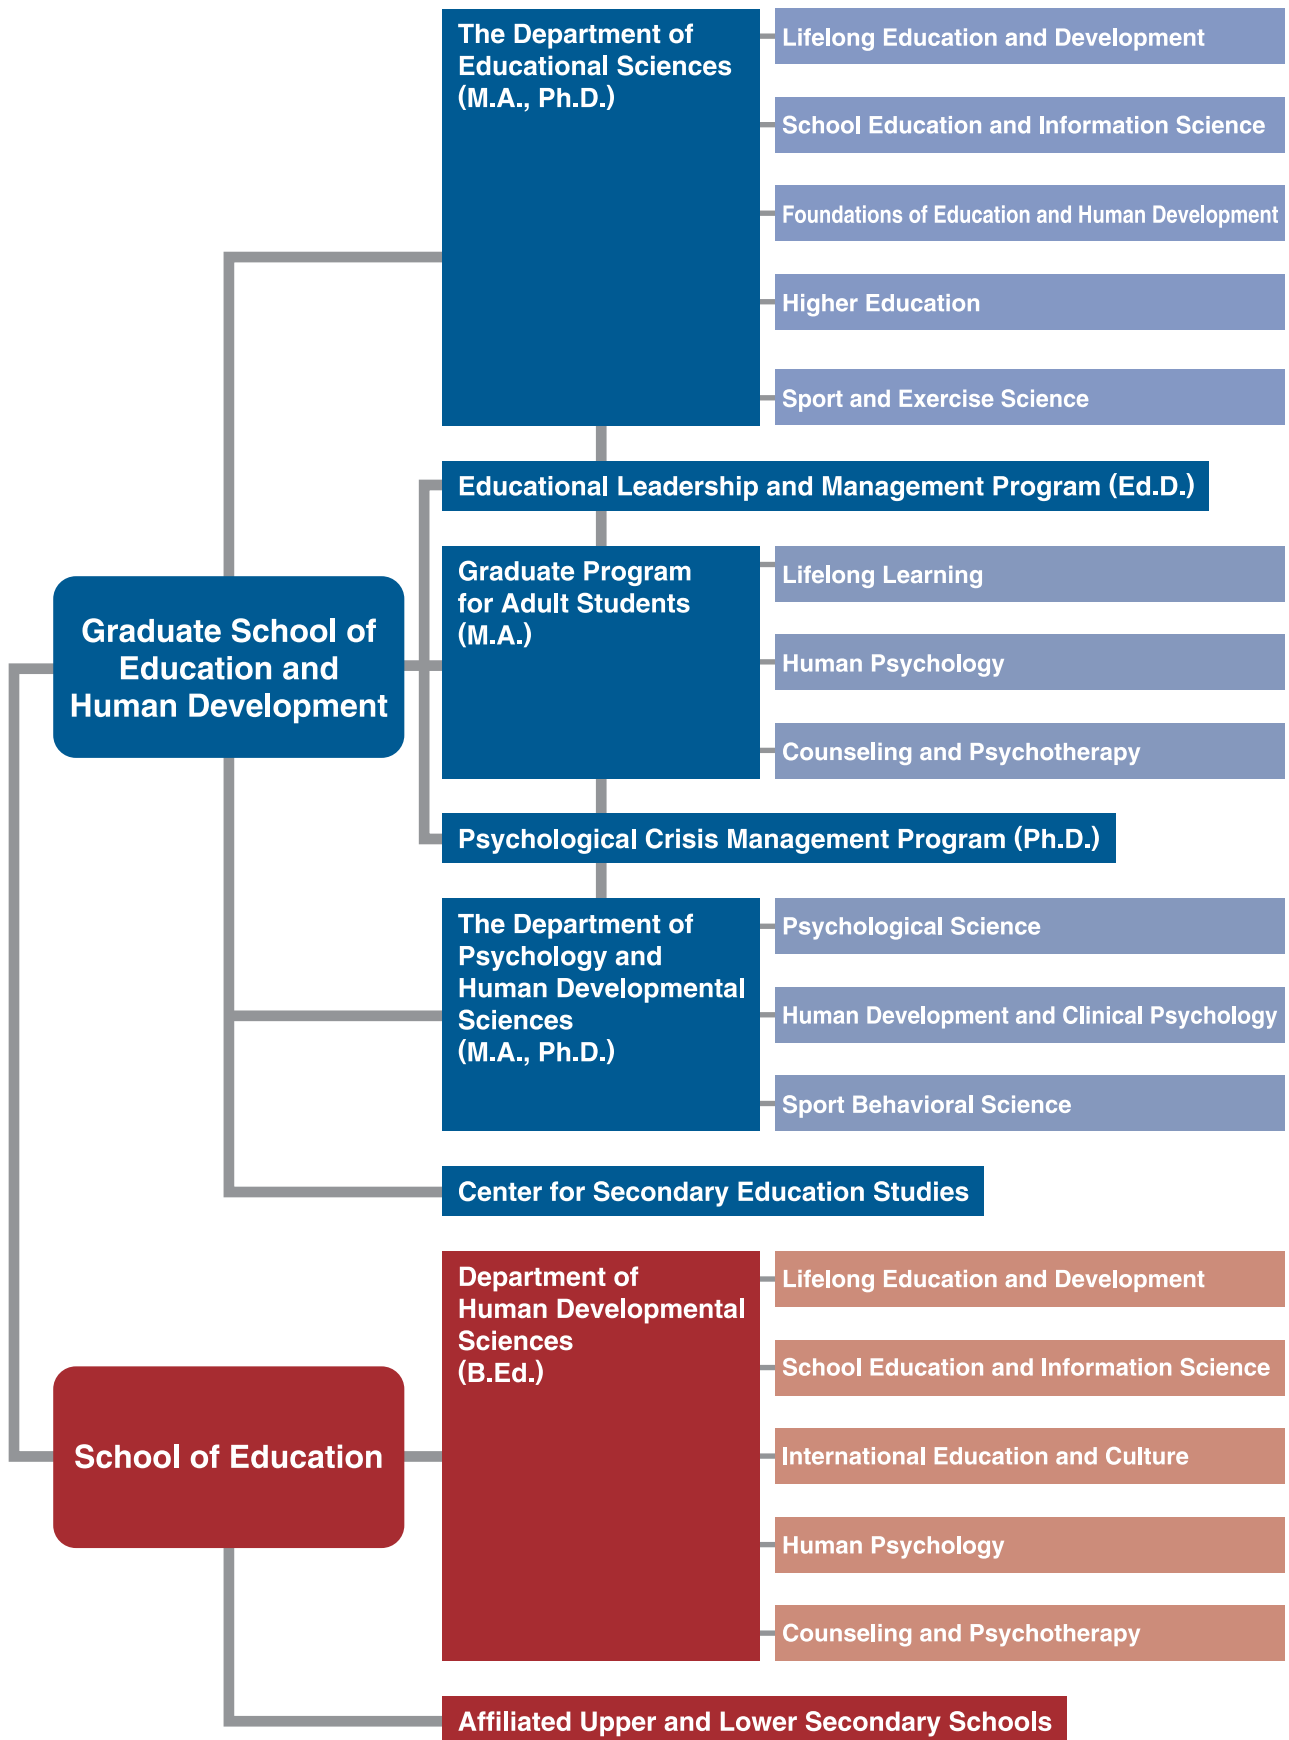 The Department of
Educational Sciences
(M.A., Ph.D.)
Lifelong Education and Development
School Education and Information Science
Foundations of Education and Human Development
Higher Education
Sport and Exercise Science
Educational Leadership and Management Program (Ed.D.)
Graduate School of
Education and
Human Development
Graduate Program
for Adult Students
(M.A.)
Lifelong Learning
Human Psychology
Counseling and Psychotherapy
Psychological Crisis Management Program (Ph.D.)
The Department of
Psychology and
Human Developmental
Sciences
(M.A., Ph.D.)
Psychological Science
Human Development and Clinical Psychology
Sport Behavioral Science
Center for Secondary Education Studies
School of Education
Department of
Human Developmental
Sciences
(B.Ed.)
Lifelong Education and Development
School Education and Information Science
International Education and Culture
Human Psychology
Counseling and Psychotherapy
Affiliated Upper and Lower Secondary Schools